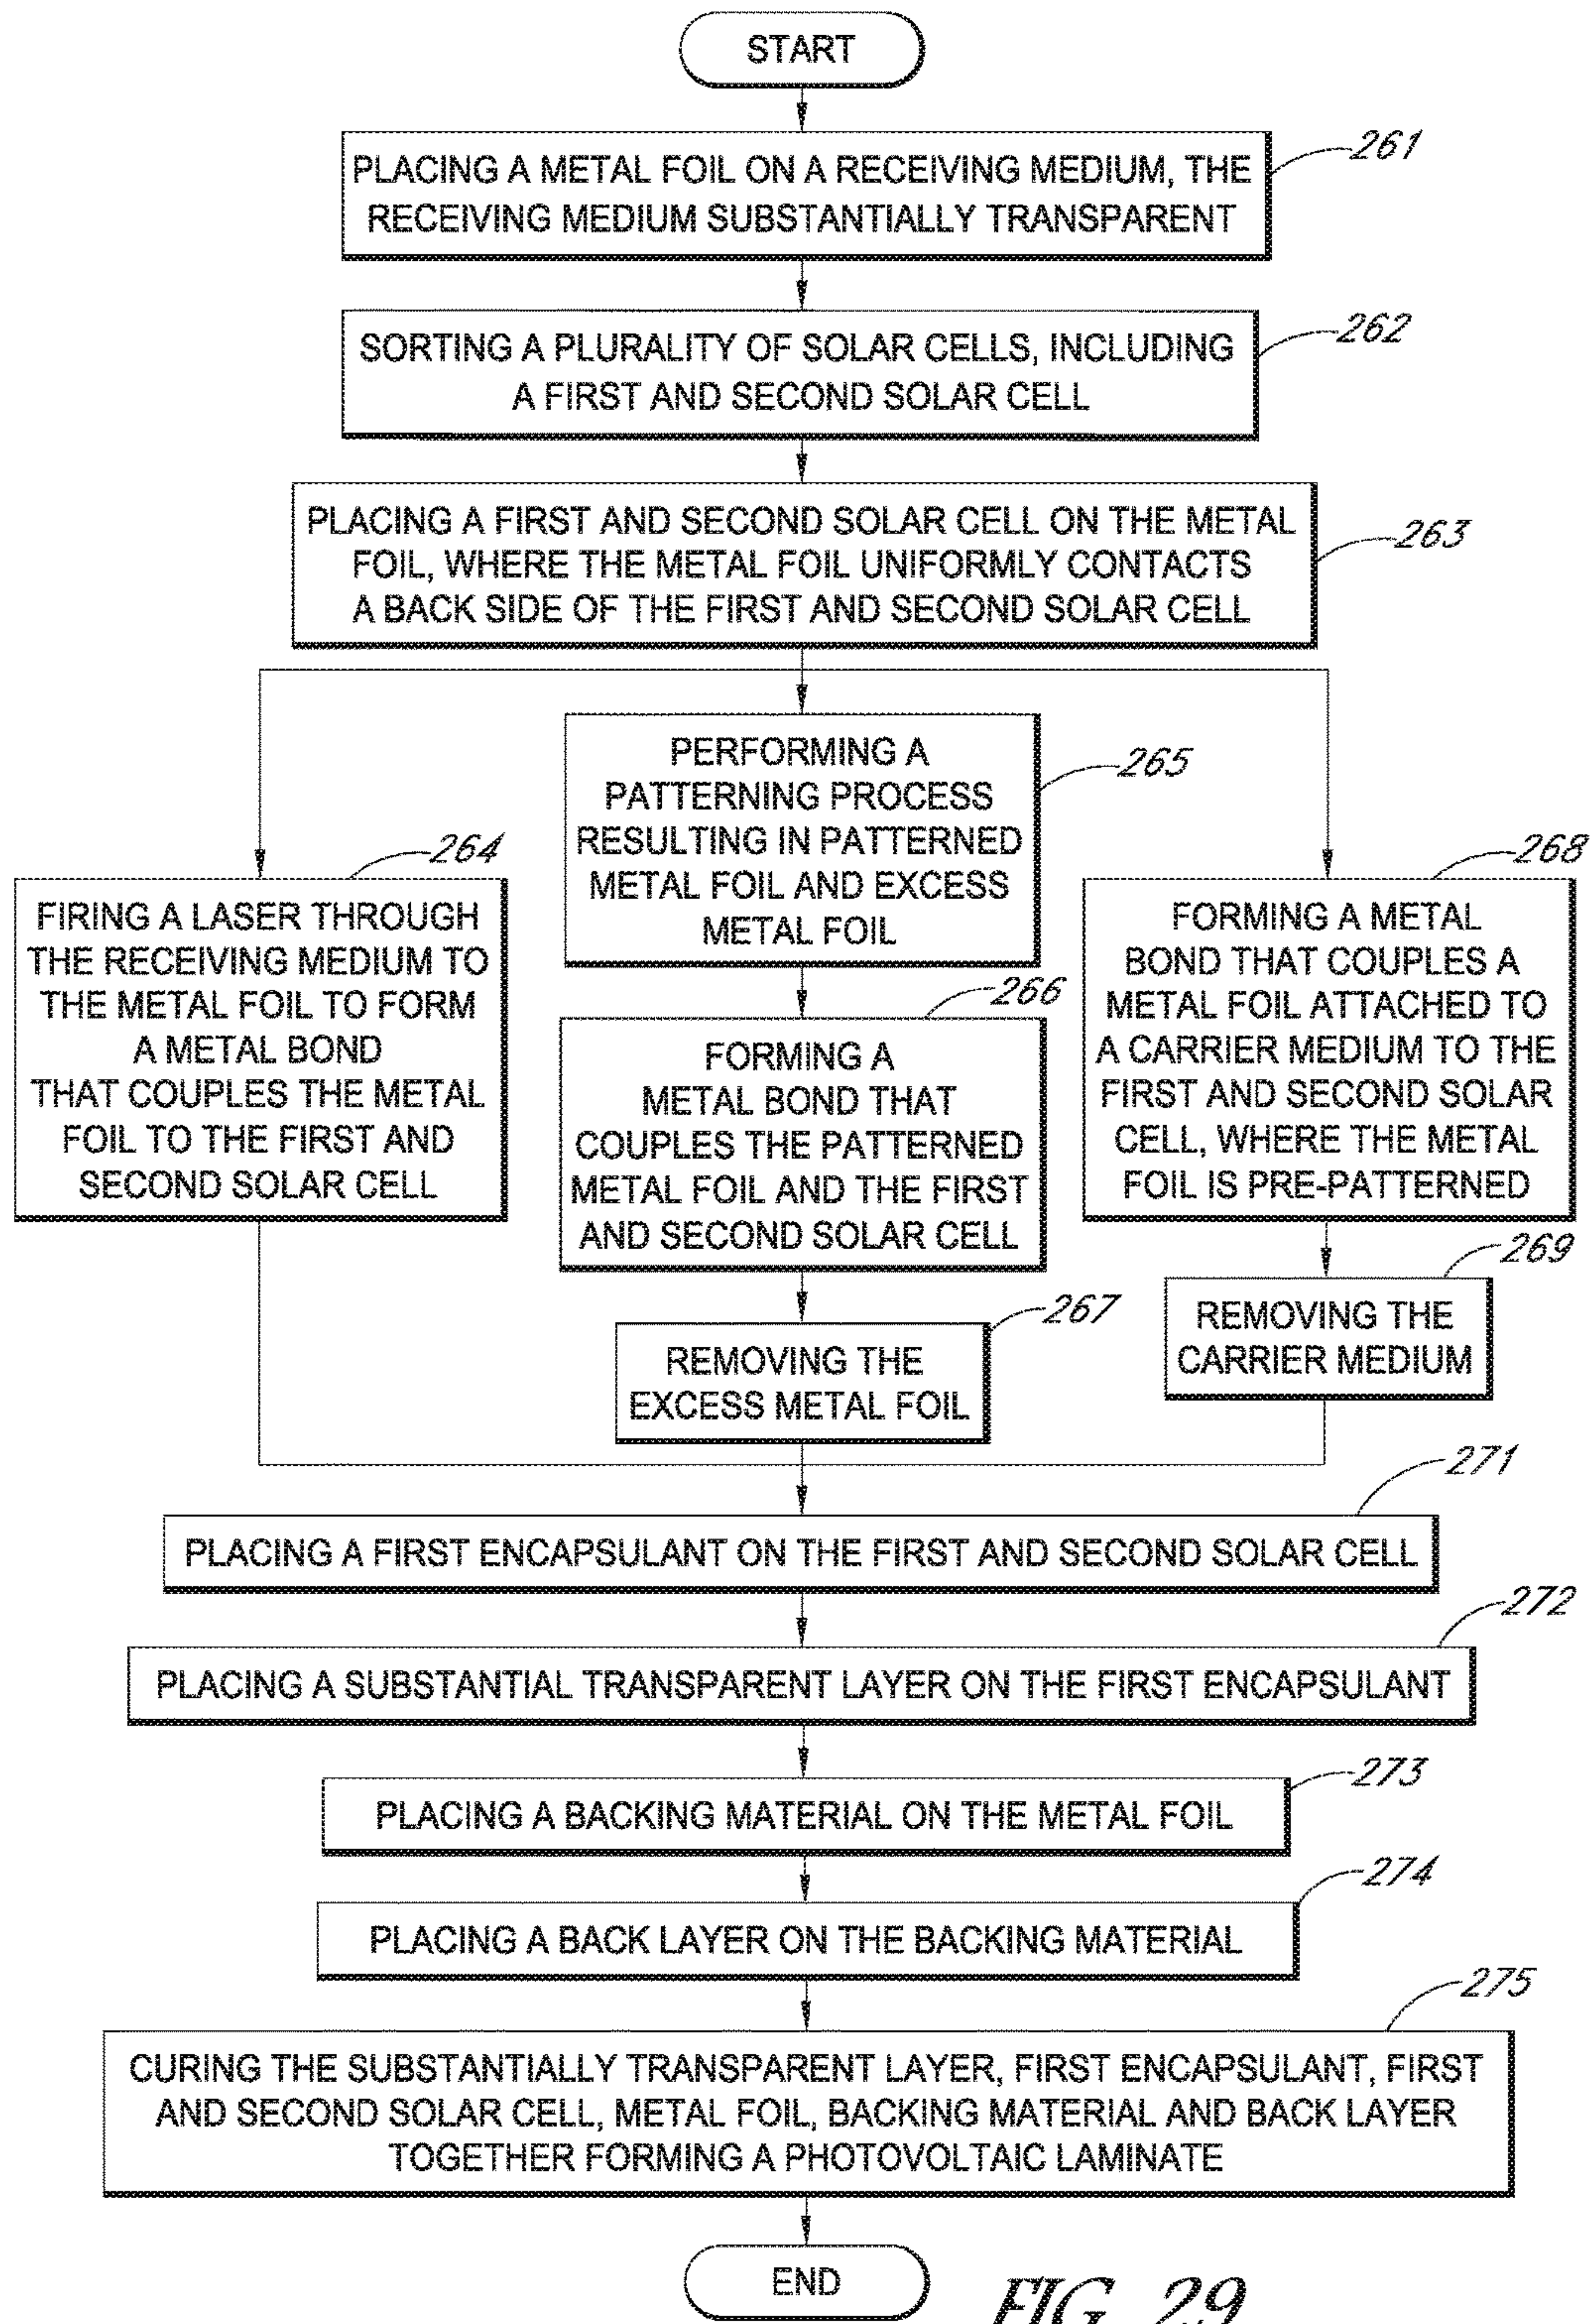 START
261
PLACING A METAL FOIL ON A RECEIVING MEDIUM, THE
RECEIVING MEDIUM SUBSTANTIALLY TRANSPARENT
262
SORTING A PLURALITY OF SOLAR CELLS, INCLUDING
A FIRST AND SECOND SOLAR CELL
263
PLACING A FIRST AND SECOND SOLAR CELL ON THE METAL
FOIL, WHERE THE METAL FOIL UNIFORMLY CONTACTS
A BACK SIDE OF THE FIRST AND SECOND SOLAR CELL
264
FIRING A LASER THROUGH
THE RECEIVING MEDIUM TO
THE METAL FOIL TO FORM
A METAL BOND
THAT COUPLES THE METAL
FOIL TO THE FIRST AND
SECOND SOLAR CELL
265
PERFORMING A
PATTERNING PROCESS
RESULTING IN PATTERNED
METAL FOIL AND EXCESS
METAL FOIL
266
FORMING A
METAL BOND THAT
COUPLES THE PATTERNED
METAL FOIL AND THE FIRST
AND SECOND SOLAR CELL
267
REMOVING THE
EXCESS METAL FOIL
268
FORMING A METAL
BOND THAT COUPLES A
METAL FOIL ATTACHED TO
A CARRIER MEDIUM TO THE
FIRST AND SECOND SOLAR
CELL, WHERE THE METAL
FOIL IS PRE-PATTERNED
269
REMOVING THE
CARRIER MEDIUM
271
PLACING A FIRST ENCAPSULANT ON THE FIRST AND SECOND SOLAR CELL
272
PLACING A SUBSTANTIAL TRANSPARENT LAYER ON THE FIRST ENCAPSULANT
273
PLACING A BACKING MATERIAL ON THE METAL FOIL
274
PLACING A BACK LAYER ON THE BACKING MATERIAL
275
CURING THE SUBSTANTIALLY TRANSPARENT LAYER, FIRST ENCAPSULANT, FIRST
AND SECOND SOLAR CELL, METAL FOIL, BACKING MATERIAL AND BACK LAYER
TOGETHER FORMING A PHOTOVOLTAIC LAMINATE
END
FIG. 29